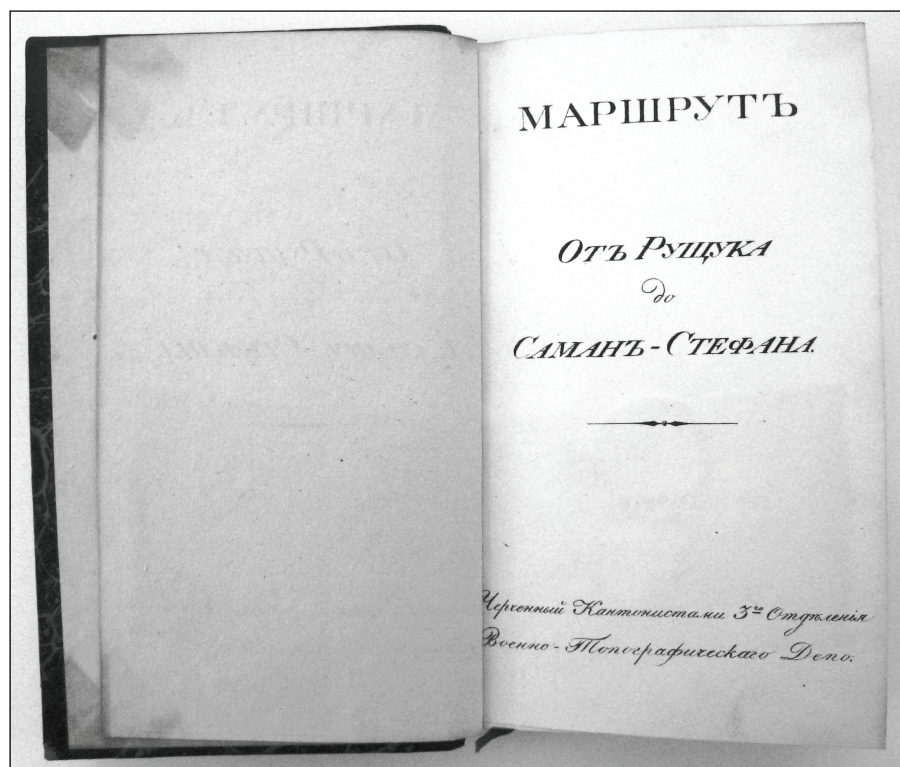 МАРШРУТЪ
ОТЪ РУЩУКА
до
САМАНЪ-СТЕФАНА.
Черченный Кантонистами 3го Отдѣленія
Военно-Топографическаго Депо.